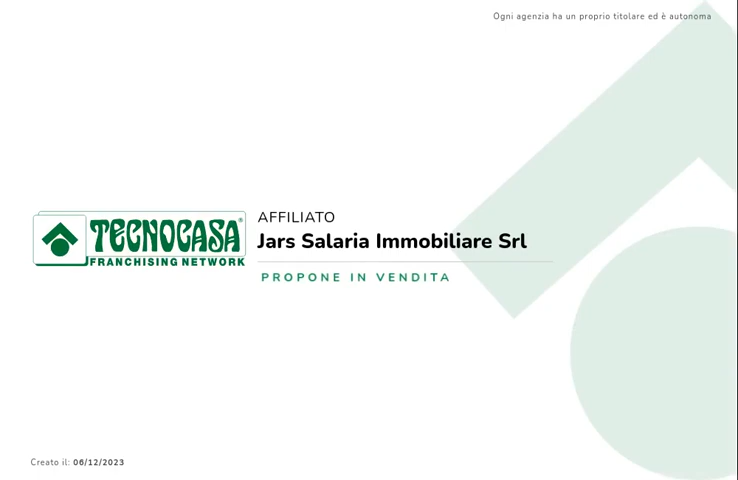 Ogni agenzia ha un proprio titolare ed è autonoma
AFFILIATO
TECNOCASA®
Jars Salaria Immobiliare Srl
FRANCHISING NETWORK
PROPONE IN VENDITA
Creato il: 06/12/2023